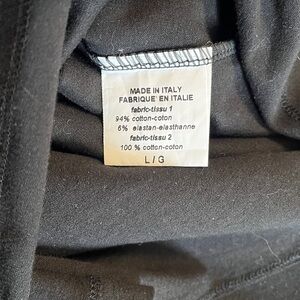 MADE IN ITALY
FABRIQUE' EN ITALIE
fabric-tissu 1
94% cotton-coton
6% elastan-elasthanne
fabric-tissu 2
100 % cotton-coton
L / G